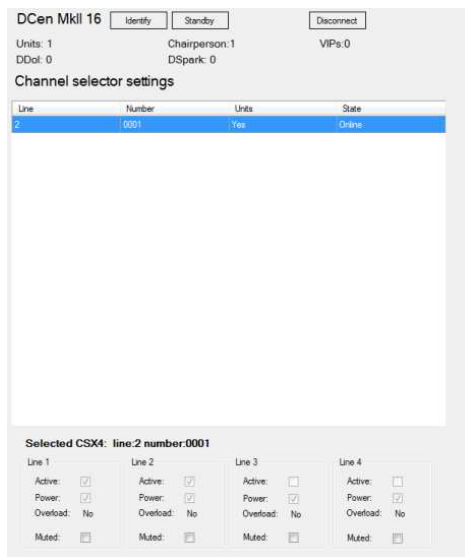 DCen MkII 16 Identify Standby Disconnect
Units: 1 Chairperson:1 VIPs:0
DDol: 0 DSpark: 0
Channel selector settings
Line Number Units State
2 0001 Yes Online
Selected CSX4: line:2 number:0001
Line 1 Line 2 Line 3 Line 4
Active: Active: Active: Active:
Power: Power: Power: Power:
Overload: No Overload: No Overload: No Overload: No
Muted: Muted: Muted: Muted: